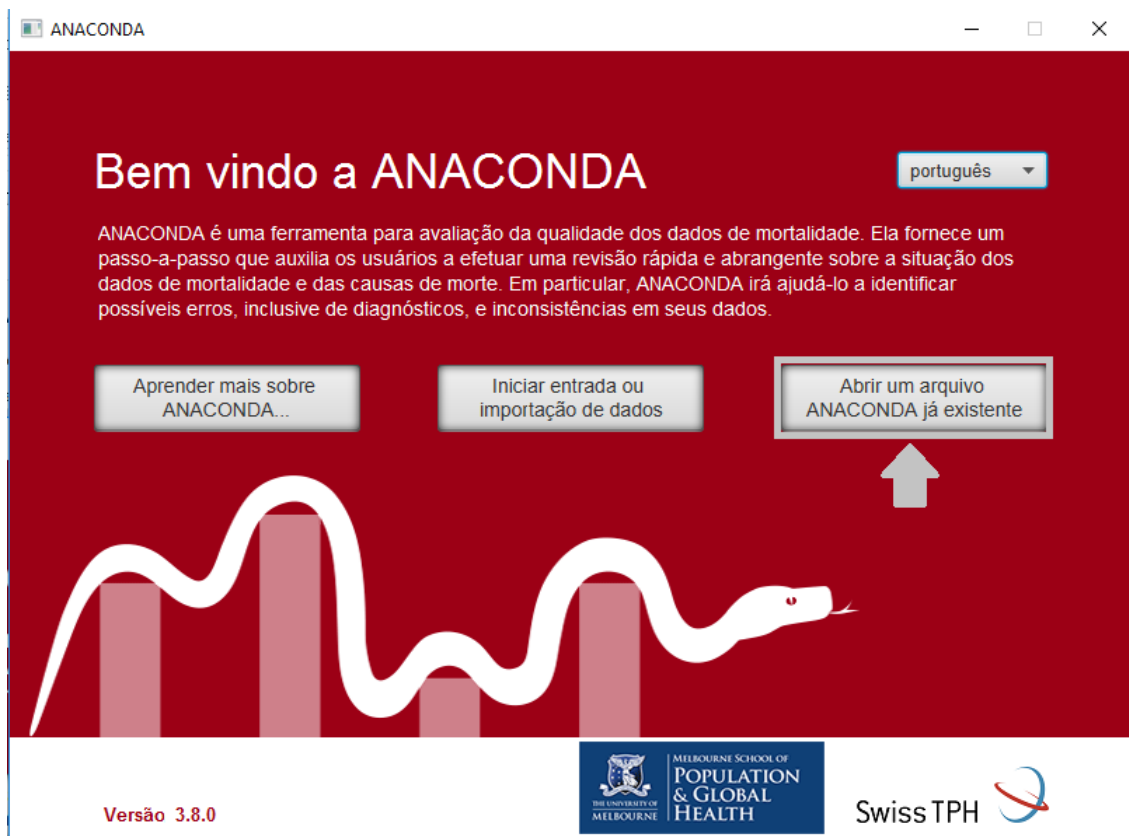 ANACONDA
Bem vindo a ANACONDA
português
ANACONDA é uma ferramenta para avaliação da qualidade dos dados de mortalidade. Ela fornece um
passo-a-passo que auxilia os usuários a efetuar uma revisão rápida e abrangente sobre a situação dos
dados de mortalidade e das causas de morte. Em particular, ANACONDA irá ajudá-lo a identificar
possíveis erros, inclusive de diagnósticos, e inconsistências em seus dados.
Aprender mais sobre
ANACONDA...
Iniciar entrada ou
importação de dados
Abrir um arquivo
ANACONDA já existente
Versão 3.8.0
THE UNIVERSITY OF
MELBOURNE
MELBOURNE SCHOOL OF
POPULATION
& GLOBAL
HEALTH
Swiss TPH